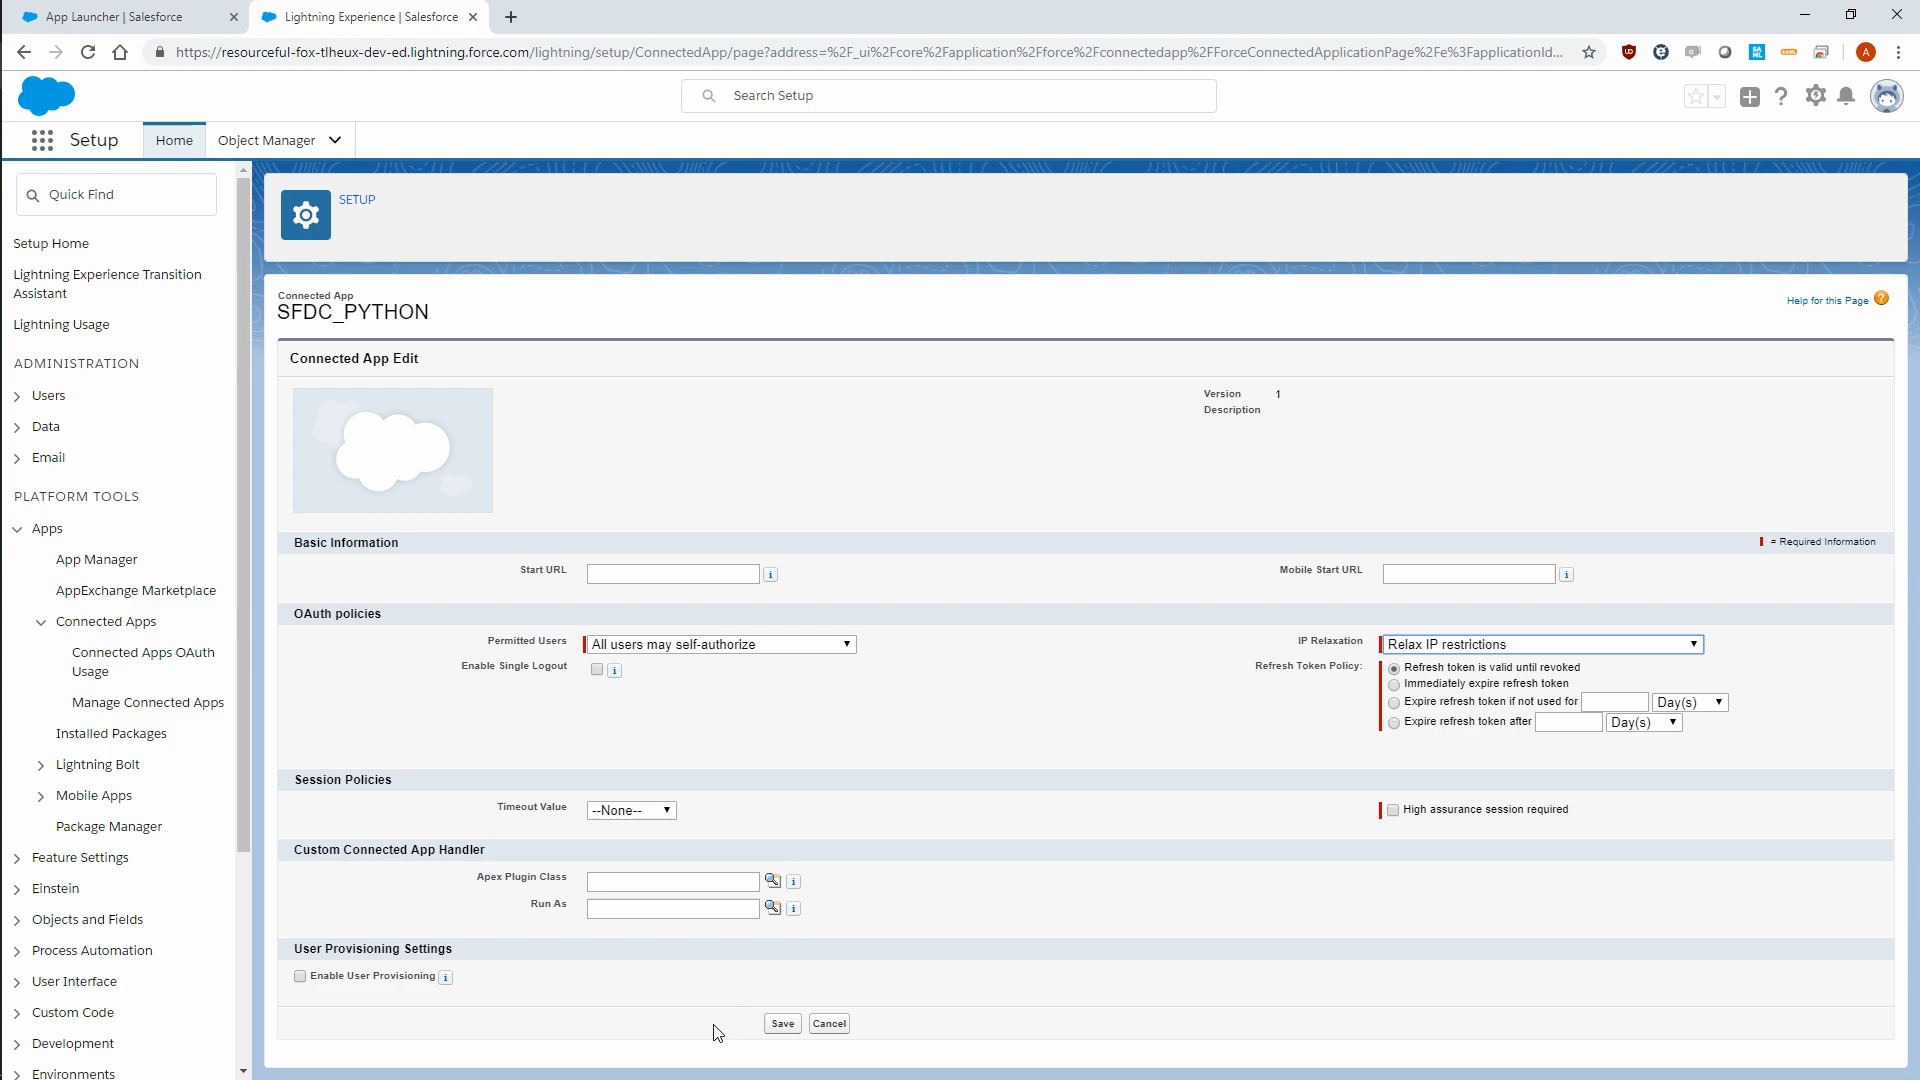 App Launcher | Salesforce
Lightning Experience | Salesforce
https://resourceful-fox-tlheux-dev-ed.lightning.force.com/lightning/setup/ConnectedApp/page?address=%2F_ui%2Fcore%2Fapplication%2Fforce%2Fconnectedapp%2FForceConnectedApplicationPage%2Fe%3FapplicationId...
A
Search Setup
Setup
Home
Object Manager
Quick Find
Setup Home
Lightning Experience Transition
Assistant
Lightning Usage
ADMINISTRATION
Users
Data
Email
PLATFORM TOOLS
Apps
App Manager
AppExchange Marketplace
Connected Apps
Connected Apps OAuth
Usage
Manage Connected Apps
Installed Packages
Lightning Bolt
Mobile Apps
Package Manager
Feature Settings
Einstein
Objects and Fields
Process Automation
User Interface
Custom Code
Development
Environments
SETUP
Connected App
SFDC_PYTHON
Help for this Page ?
Connected App Edit
Version 1
Description
Basic Information
= Required Information
Start URL
Mobile Start URL
OAuth policies
Permitted Users All users may self-authorize
IP Relaxation Relax IP restrictions
Enable Single Logout
Refresh Token Policy:
Refresh token is valid until revoked
Immediately expire refresh token
Expire refresh token if not used for Day(s)
Expire refresh token after Day(s)
Session Policies
Timeout Value --None--
High assurance session required
Custom Connected App Handler
Apex Plugin Class
Run As
User Provisioning Settings
Enable User Provisioning
Save Cancel